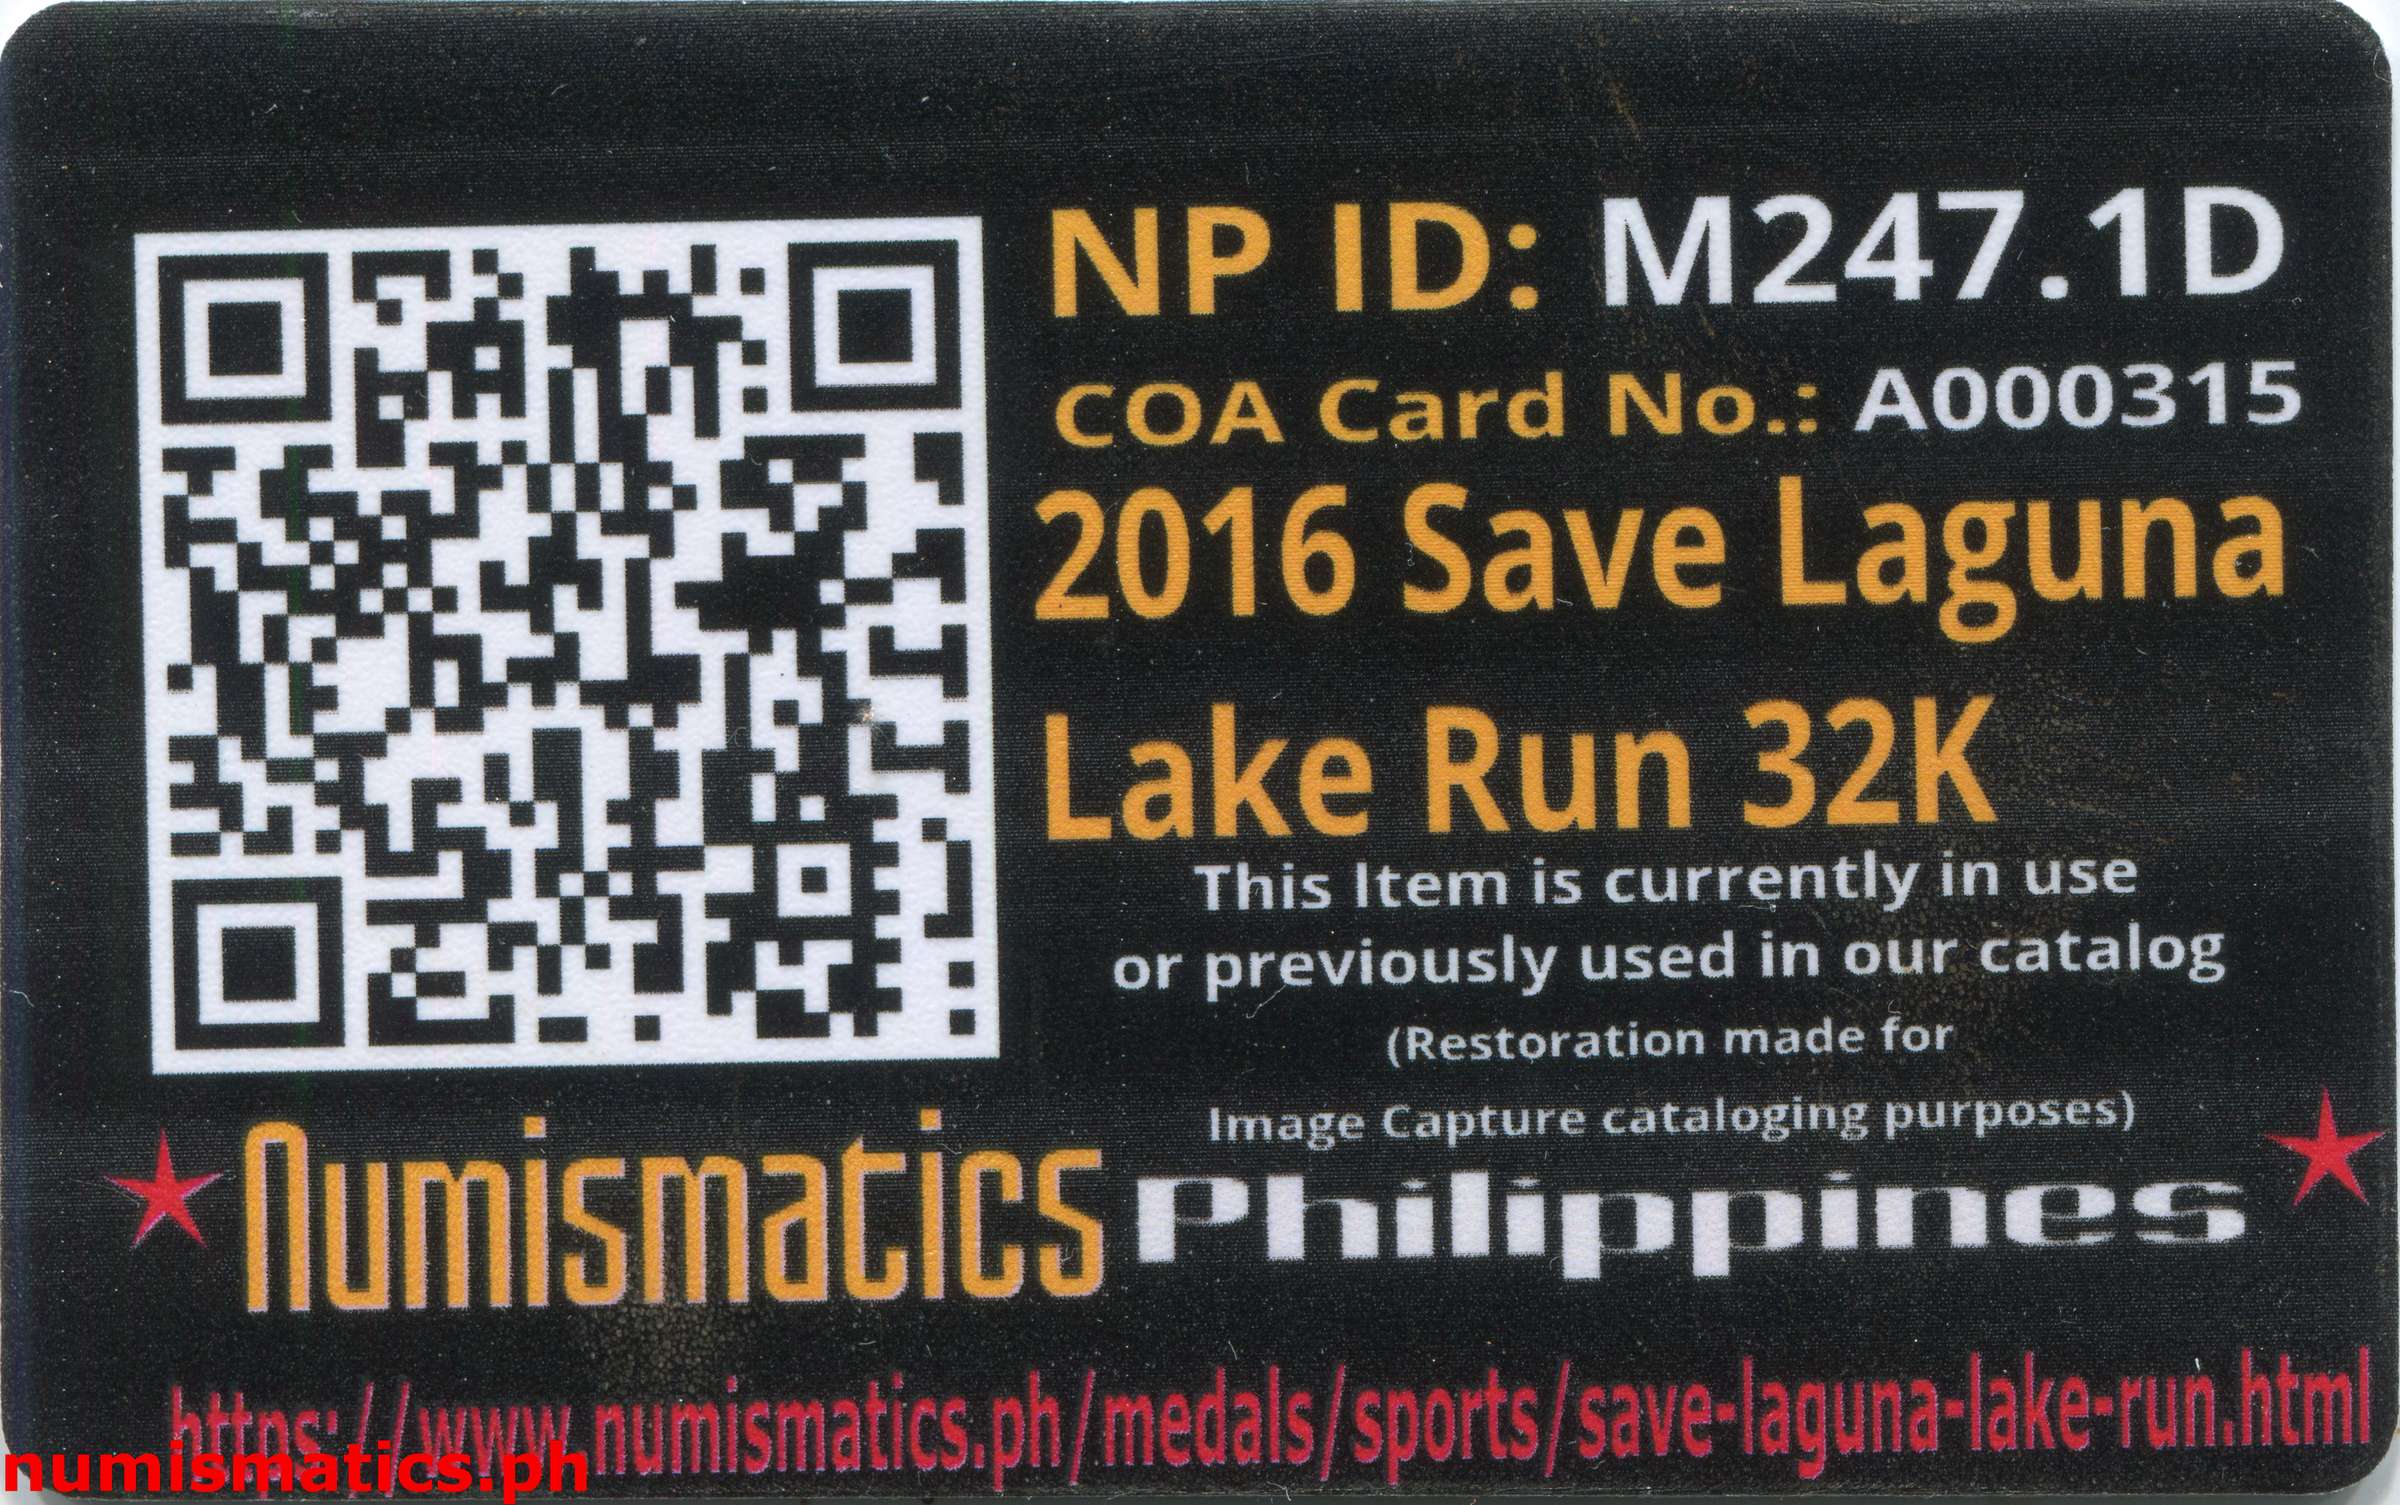 NP ID: M247.1D
COA Card No.: A000315
2016 Save Laguna
Lake Run 32K
This Item is currently in use
or previously used in our catalog
(Restoration made for
Image Capture cataloging purposes)
Numismatics Philippines
https://www.numismatics.ph/medals/sports/save-laguna-lake-run.html
numismatics.ph